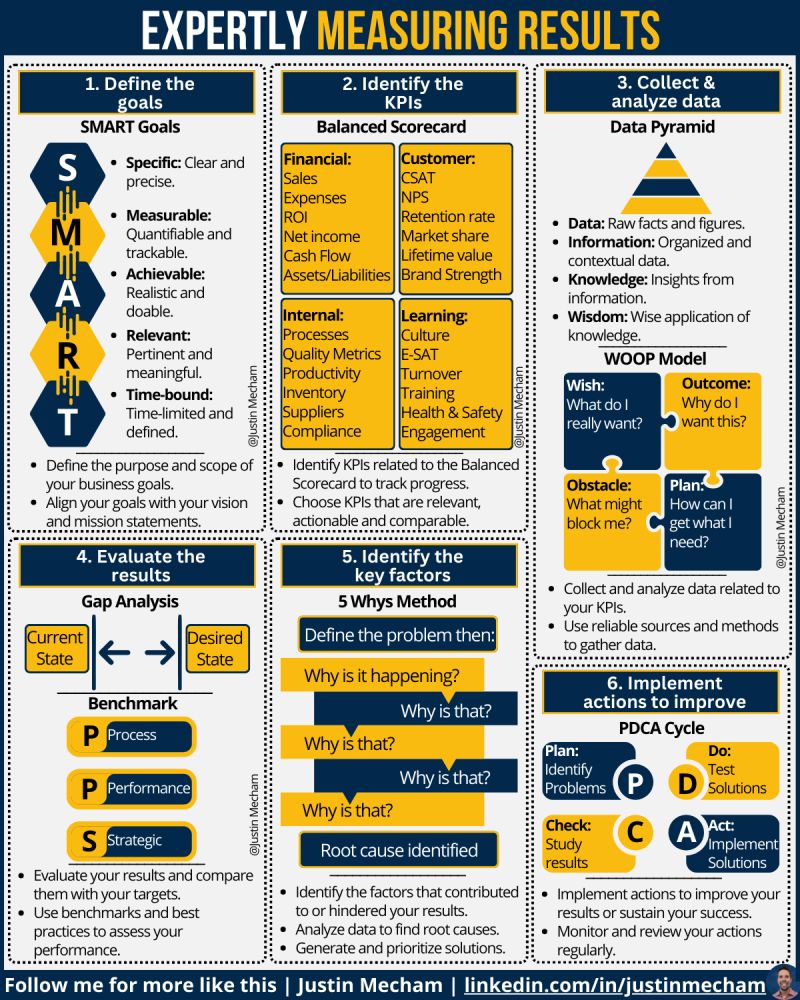 EXPERTLY MEASURING RESULTS
1. Define the
goals
SMART Goals
S
M
A
R
T
• Specific: Clear and
precise.
• Measurable:
Quantifiable and
trackable.
• Achievable:
Realistic and
doable.
• Relevant:
Pertinent and
meaningful.
• Time-bound:
Time-limited and
defined.
@Justin Mecham
• Define the purpose and scope of
your business goals.
• Align your goals with your vision
and mission statements.
2. Identify the
KPIs
Balanced Scorecard
Financial:
Sales
Expenses
ROI
Net income
Cash Flow
Assets/Liabilities
Customer:
CSAT
NPS
Retention rate
Market share
Lifetime value
Brand Strength
Internal:
Processes
Quality Metrics
Productivity
Inventory
Suppliers
Compliance
Learning:
Culture
E-SAT
Turnover
Training
Health & Safety
Engagement
@Justin Mecham
• Identify KPIs related to the Balanced
Scorecard to track progress.
• Choose KPIs that are relevant,
actionable and comparable.
3. Collect &
analyze data
Data Pyramid
• Data: Raw facts and figures.
• Information: Organized and
contextual data.
• Knowledge: Insights from
information.
• Wisdom: Wise application of
knowledge.
WOOP Model
Wish:
What do I
really want?
Outcome:
Why do I
want this?
Obstacle:
What might
block me?
Plan:
How can I
get what I
need?
@Justin Mecham
• Collect and analyze data related to
your KPIs.
• Use reliable sources and methods
to gather data.
4. Evaluate the
results
Gap Analysis
Current
State
Desired
State
Benchmark
P Process
P Performance
S Strategic
@Justin Mecham
• Evaluate your results and compare
them with your targets.
• Use benchmarks and best
practices to assess your
performance.
5. Identify the
key factors
5 Whys Method
Define the problem then:
Why is it happening?
Why is that?
Why is that?
Why is that?
Why is that?
Root cause identified
• Identify the factors that contributed
to or hindered your results.
• Analyze data to find root causes.
• Generate and prioritize solutions.
6. Implement
actions to improve
PDCA Cycle
Plan:
Identify
Problems
P
D
Do:
Test
Solutions
Check:
Study
results
C
A
Act:
Implement
Solutions
• Implement actions to improve your
results or sustain your success.
• Monitor and review your actions
regularly.
Follow me for more like this | Justin Mecham | linkedin.com/in/justinmecham